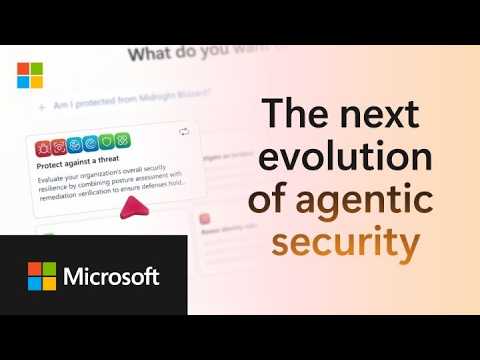 What do you want
Am I protected from Midnight Blizzard?
Protect against a threat
Evaluate your organization's overall security
resilience by combining posture assessment with
remediation verification to ensure defenses hold...
The next
evolution
of agentic
security
Microsoft